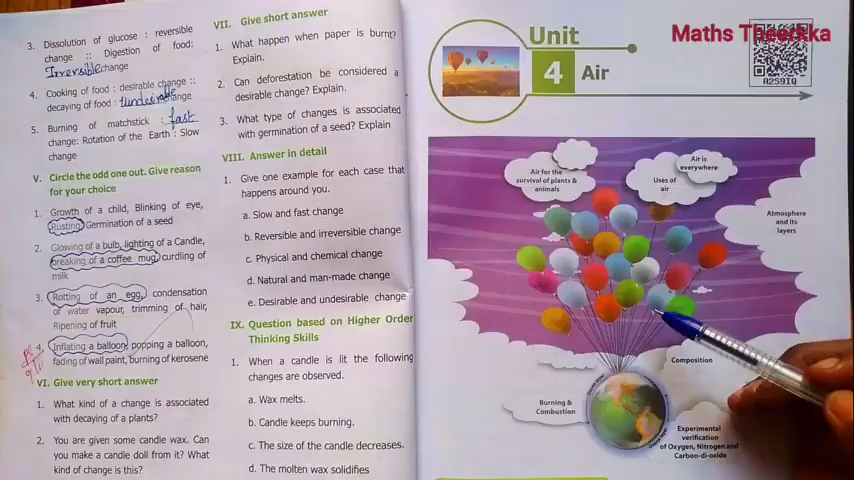 3. Dissolution of glucose : reversible
change :: Digestion of food:
Irreversible change
4. Cooking of food : desirable change ::
decaying of food : Undesirable change
5. Burning of matchstick : fast
change: Rotation of the Earth : Slow
change
V. Circle the odd one out. Give reason
for your choice
1. Growth of a child, Blinking of eye,
Rusting, Germination of a seed
2. Glowing of a bulb, lighting of a Candle,
breaking of a coffee mug, curdling of
milk
3. Rotting of an egg, condensation
of water vapour, trimming of hair,
Ripening of fruit
4. Inflating a balloon, popping a balloon,
fading of wall paint, burning of kerosene
VI. Give very short answer
1. What kind of a change is associated
with decaying of a plants?
2. You are given some candle wax. Can
you make a candle doll from it? What
kind of change is this?
VII. Give short answer
1. What happen when paper is burnt?
Explain.
2. Can deforestation be considered a
desirable change? Explain.
3. What type of changes is associated
with germination of a seed? Explain
VIII. Answer in detail
1. Give one example for each case that
happens around you.
a. Slow and fast change
b. Reversible and irreversible change
c. Physical and chemical change
d. Natural and man-made change
e. Desirable and undesirable change
IX. Question based on Higher Order
Thinking Skills
1. When a candle is lit the following
changes are observed.
a. Wax melts.
b. Candle keeps burning.
c. The size of the candle decreases.
d. The molten wax solidifies
Maths Theerkka
Unit
4 Air
A2S9IQ
Air for the
survival of plants &
animals
Air is
everywhere
Uses of
air
Atmosphere
and its
layers
Composition
Burning &
Combustion
Experimental
verification
of Oxygen, Nitrogen and
Carbon-di-oxide